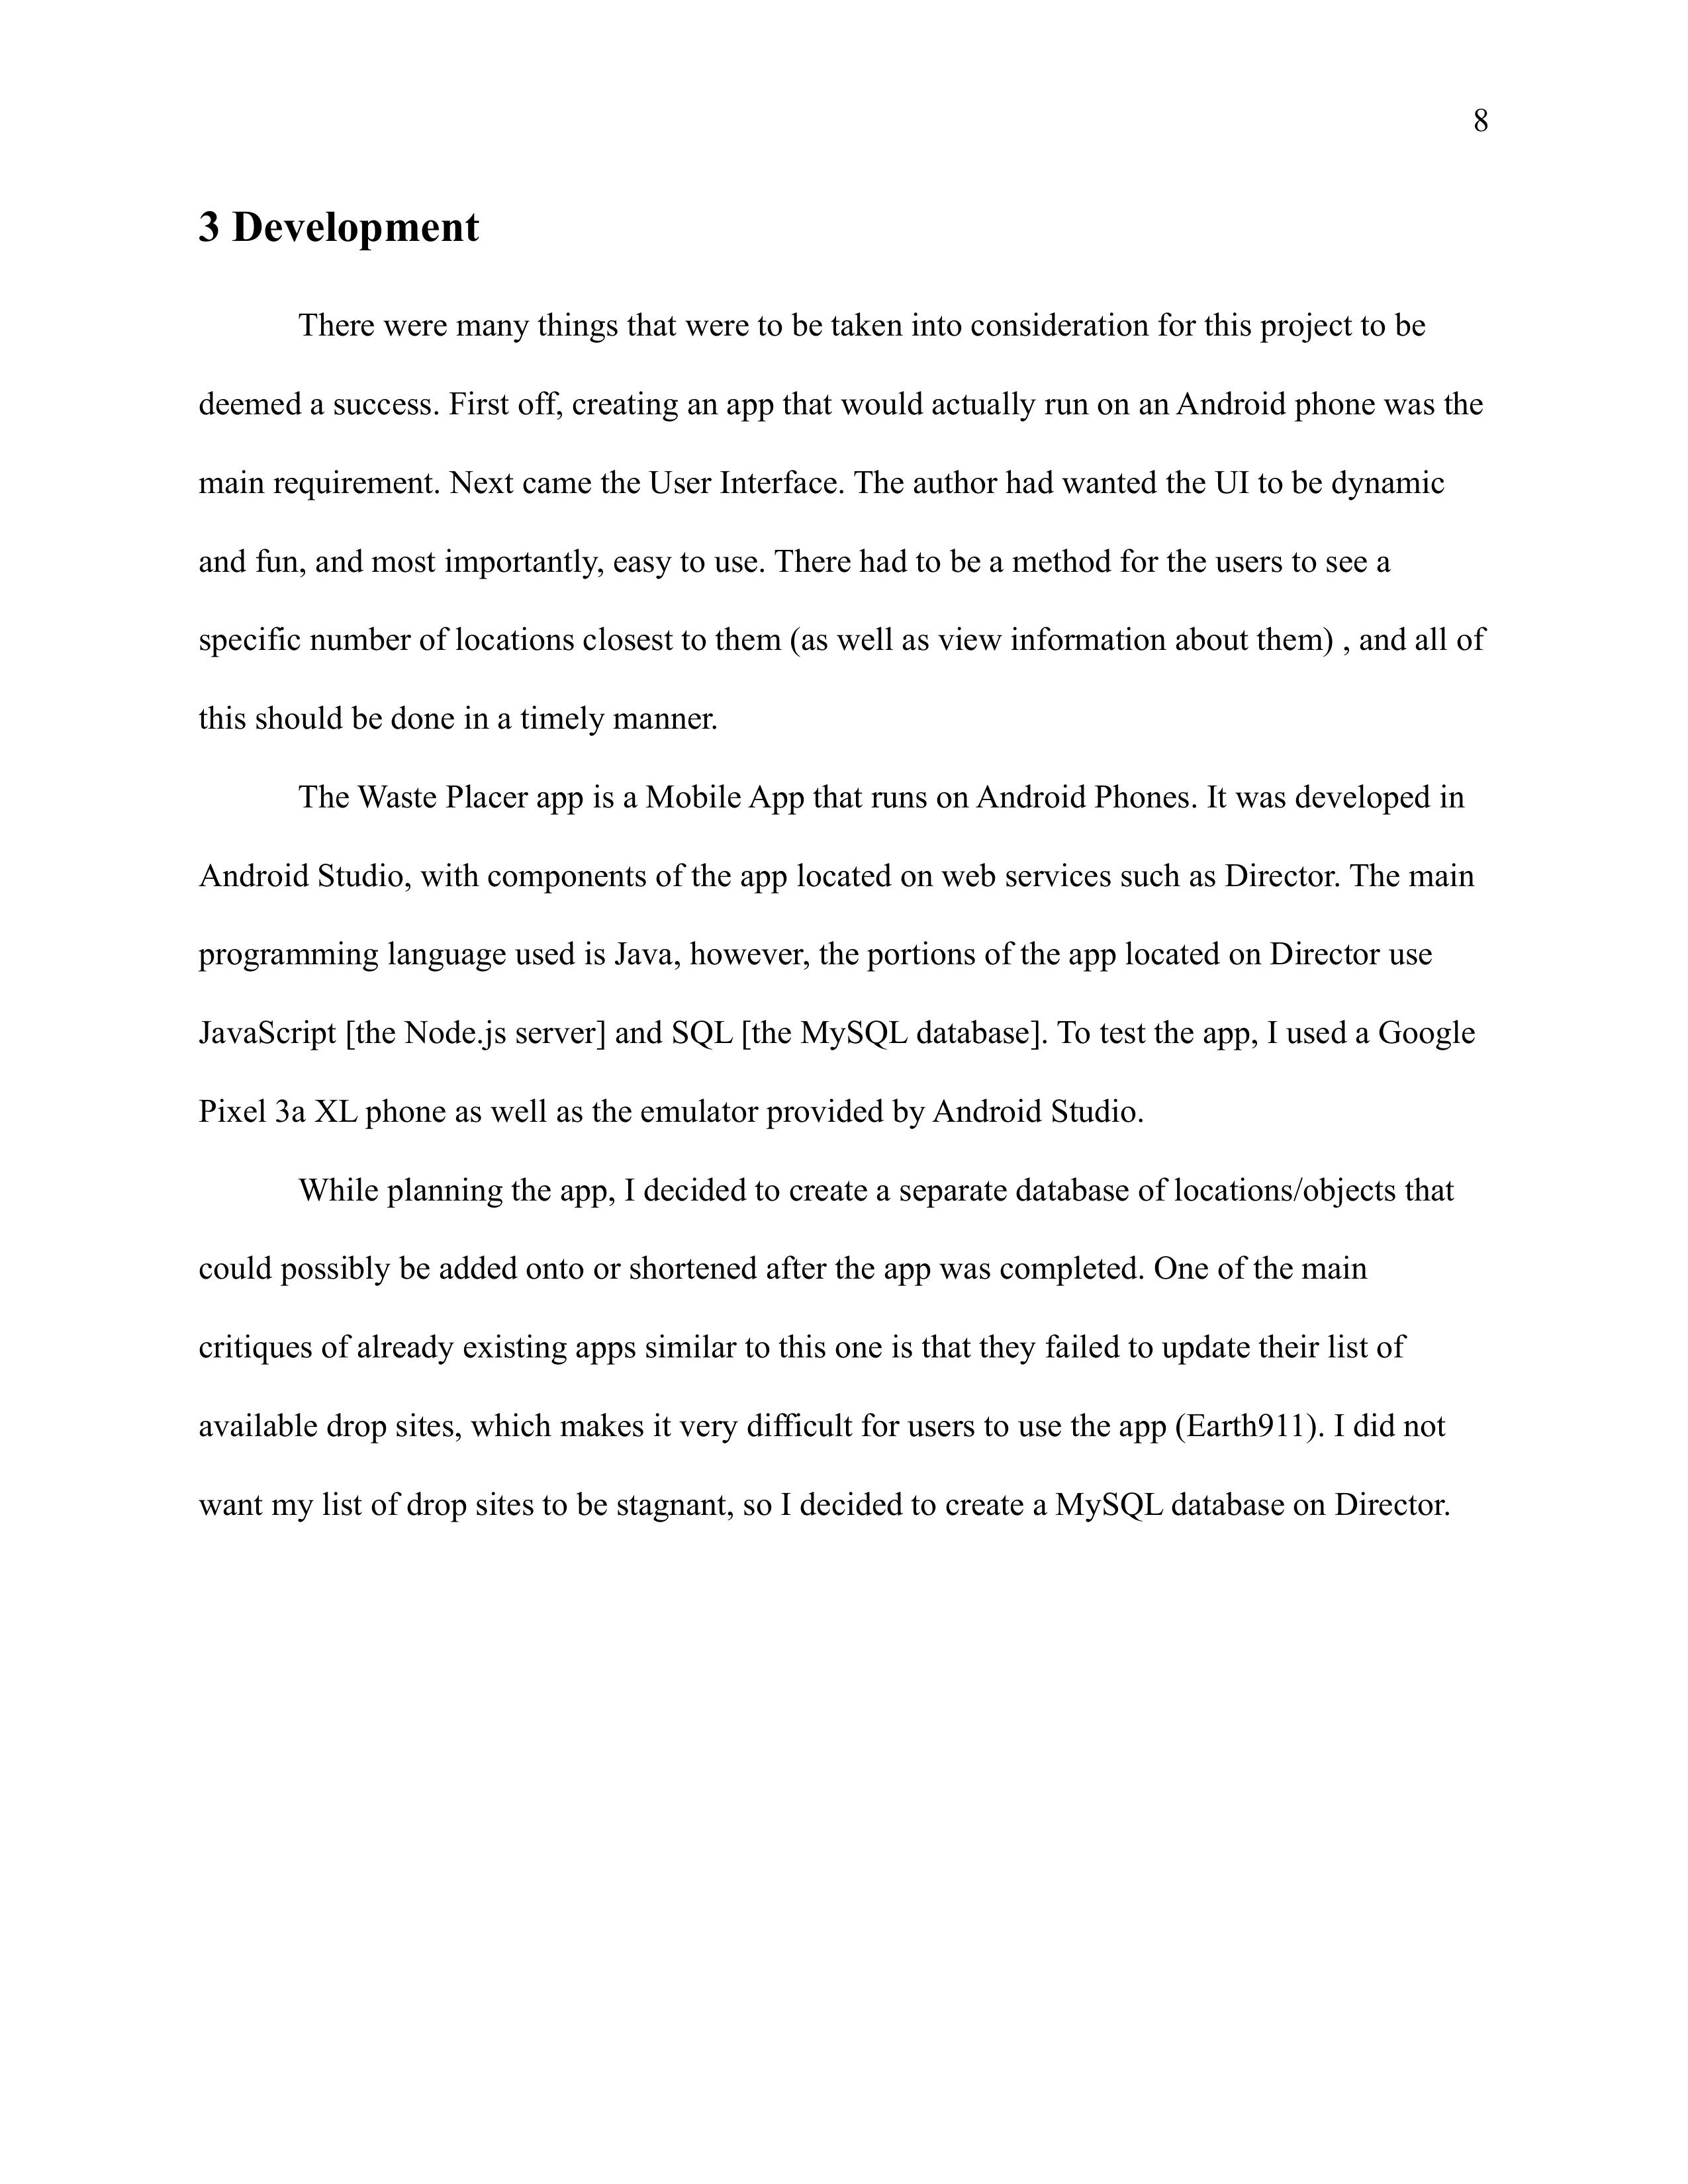 8
3 Development
There were many things that were to be taken into consideration for this project to be
deemed a success. First off, creating an app that would actually run on an Android phone was the
main requirement. Next came the User Interface. The author had wanted the UI to be dynamic
and fun, and most importantly, easy to use. There had to be a method for the users to see a
specific number of locations closest to them (as well as view information about them) , and all of
this should be done in a timely manner.
The Waste Placer app is a Mobile App that runs on Android Phones. It was developed in
Android Studio, with components of the app located on web services such as Director. The main
programming language used is Java, however, the portions of the app located on Director use
JavaScript [the Node.js server] and SQL [the MySQL database]. To test the app, I used a Google
Pixel 3a XL phone as well as the emulator provided by Android Studio.
While planning the app, I decided to create a separate database of locations/objects that
could possibly be added onto or shortened after the app was completed. One of the main
critiques of already existing apps similar to this one is that they failed to update their list of
available drop sites, which makes it very difficult for users to use the app (Earth911). I did not
want my list of drop sites to be stagnant, so I decided to create a MySQL database on Director.